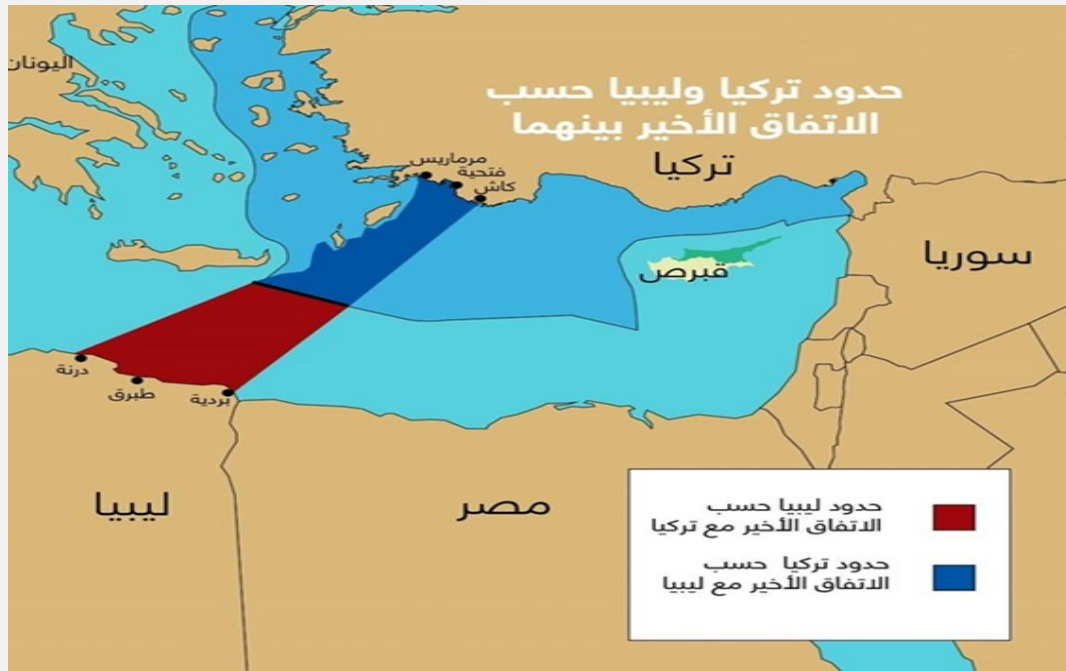 اليونان
حدود تركيا وليبيا حسب
الاتفاق الأخير بينهما
تركيا
مرماريس
فتحية
كاش
سوريا
قبرص
درنة
طبرق
بردية
ليبيا
مصر
حدود ليبيا حسب
الاتفاق الأخير مع تركيا
حدود تركيا حسب
الاتفاق الأخير مع ليبيا